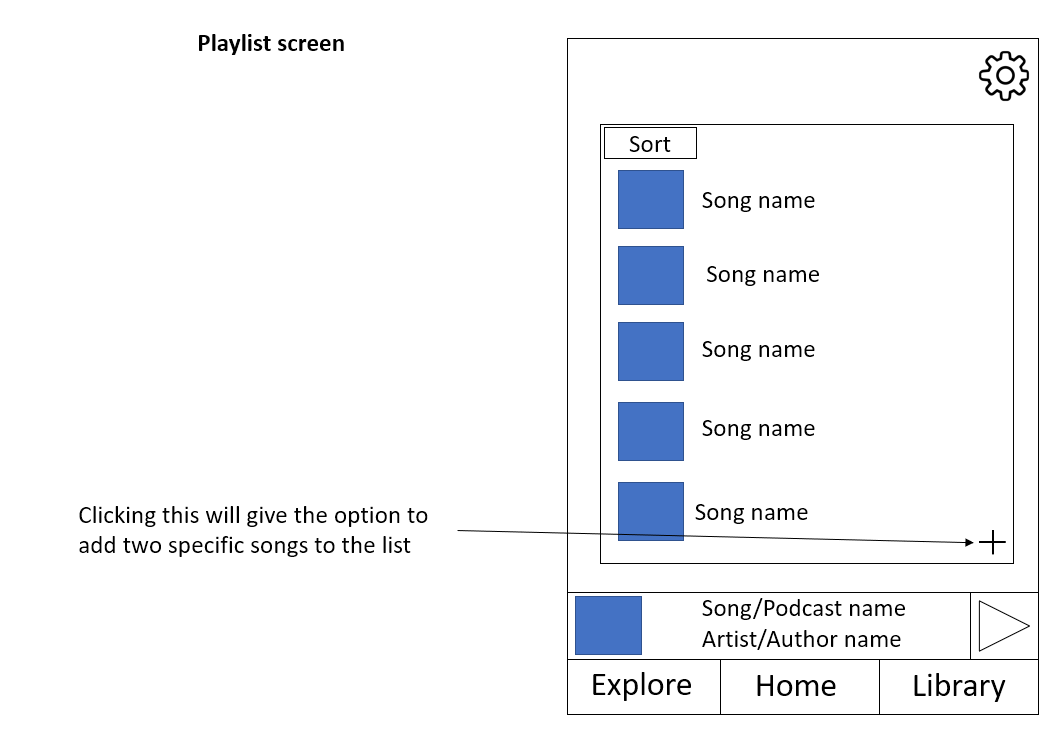 Playlist screen
Sort
Song name
Song name
Song name
Song name
Song name
Clicking this will give the option to
add two specific songs to the list
Song/Podcast name
Artist/Author name
Explore
Home
Library